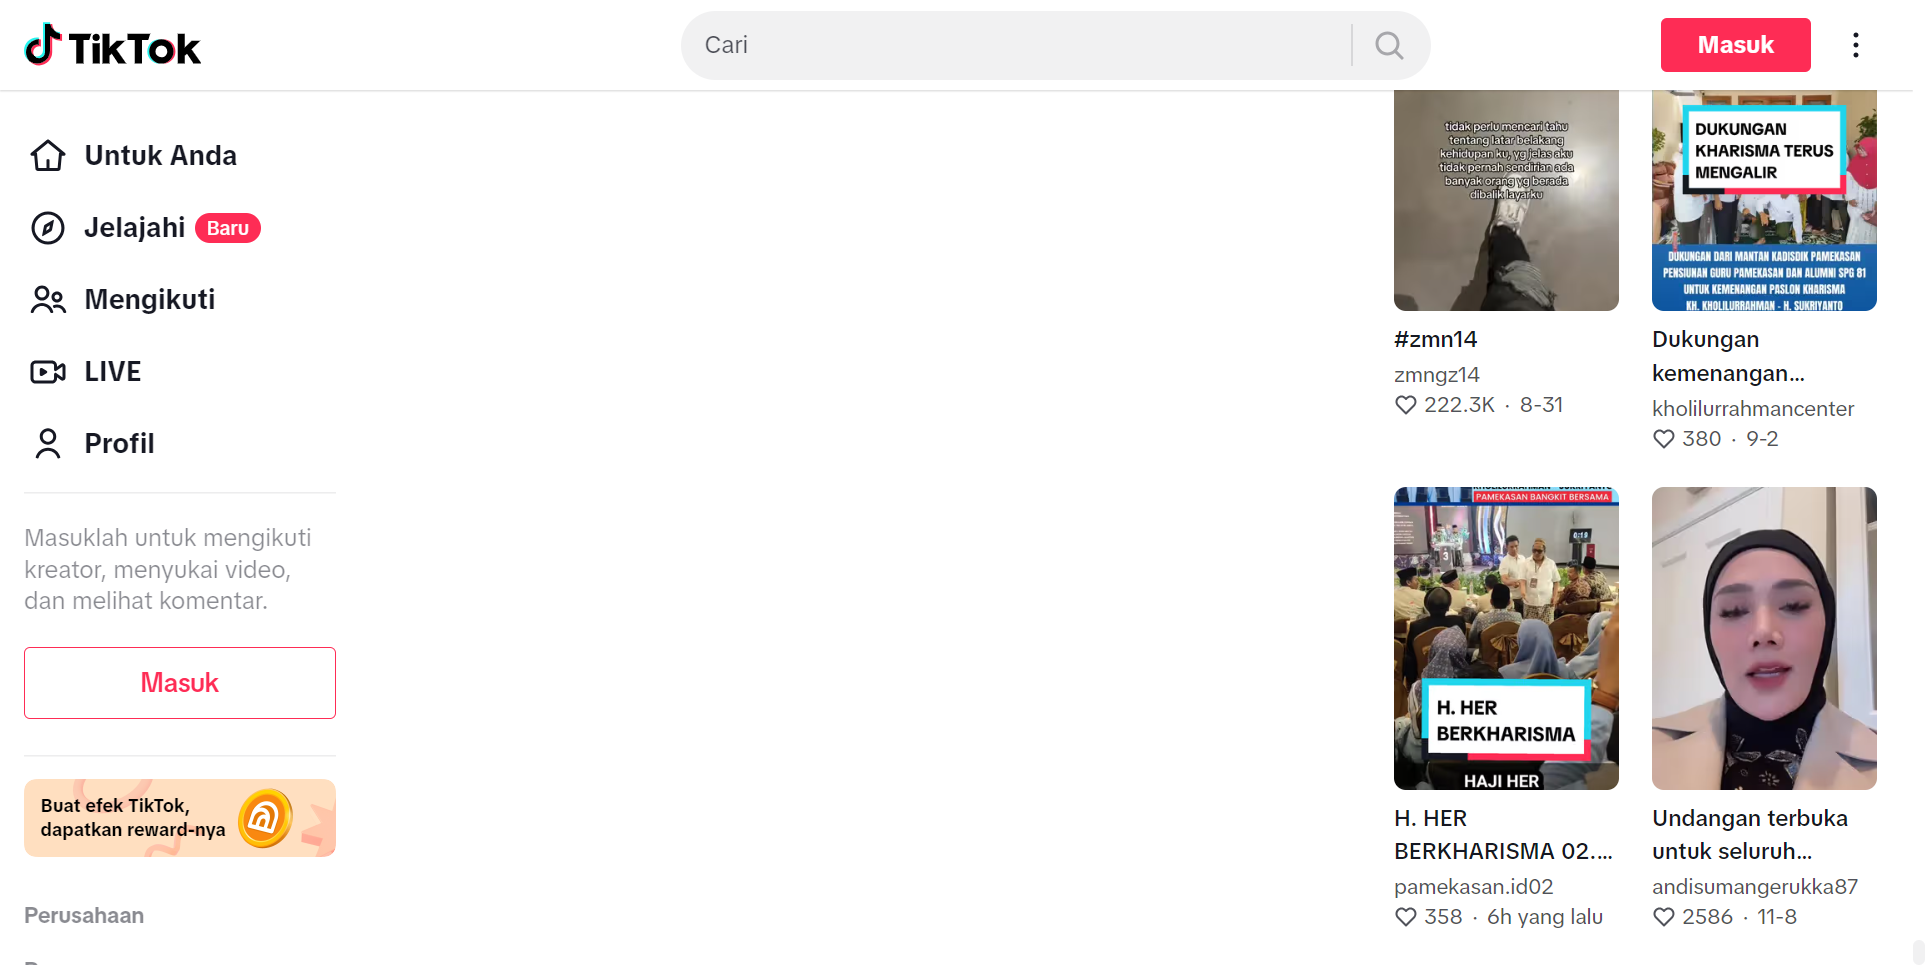 TikTok
Cari
Masuk
Untuk Anda
Jelajahi Baru
Mengikuti
LIVE
Profil
Masuklah untuk mengikuti
kreator, menyukai video,
dan melihat komentar.
Masuk
Buat efek TikTok,
dapatkan reward-nya
Perusahaan
tidak perlu mencari tahu
tentang latar belakang
kehidupan ku, yg jelas aku
tidak pernah sendirian ada
banyak orang yg berada
dibalik layarku
#zmn14
zmngz14
222.3K · 8-31
DUKUNGAN
KHARISMA TERUS
MENGALIR
DUKUNGAN DARI MANTAN KADISDIK PAMEKASAN
PENSIUNAN GURU PAMEKASAN DAN ALUMNI SPG 81
UNTUK KEMENANGAN PASLON KHARISMA
KH. KHOLILURRAHMAN - H. SUKRIYANTO
Dukungan
kemenangan...
kholilurrahmancenter
380 · 9-2
KHOLILURRAHMAN - SUKRIYANTO
PAMEKASAN BANGKIT BERSAMA
3
0:19
H. HER
BERKHARISMA
HAJI HER
H. HER
BERKHARISMA 02....
pamekasan.id02
358 · 6h yang lalu
Undangan terbuka
untuk seluruh...
andisumangerukka87
2586 · 11-8